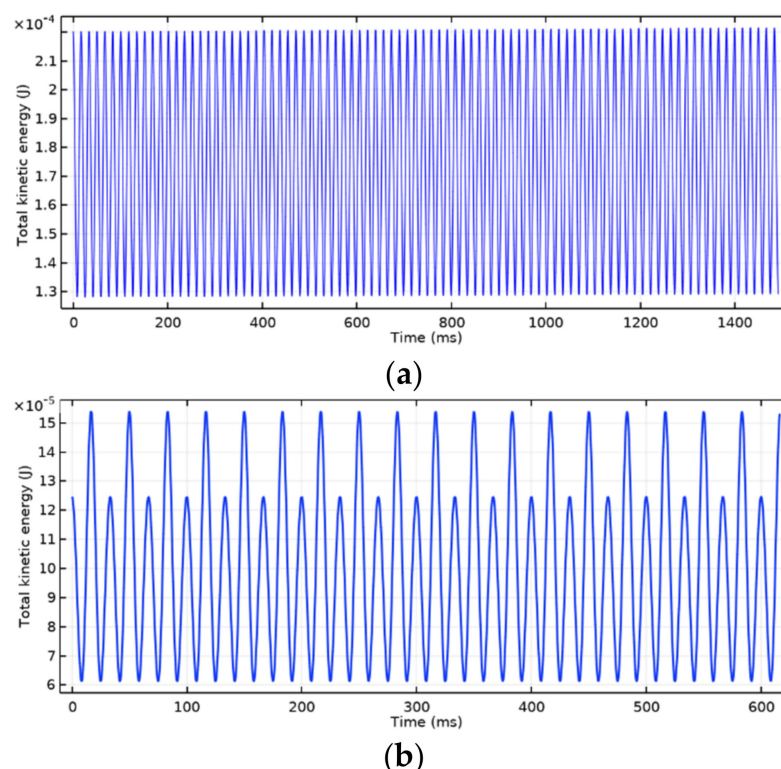 ×10⁻⁴
2.1
2
1.9
1.8
1.7
1.6
1.5
1.4
1.3
Total kinetic energy (J)
0 200 400 600 800 1000 1200 1400
Time (ms)
(a)
×10⁻⁵
15
14
13
12
11
10
9
8
7
6
Total kinetic energy (J)
0 100 200 300 400 500 600
Time (ms)
(b)